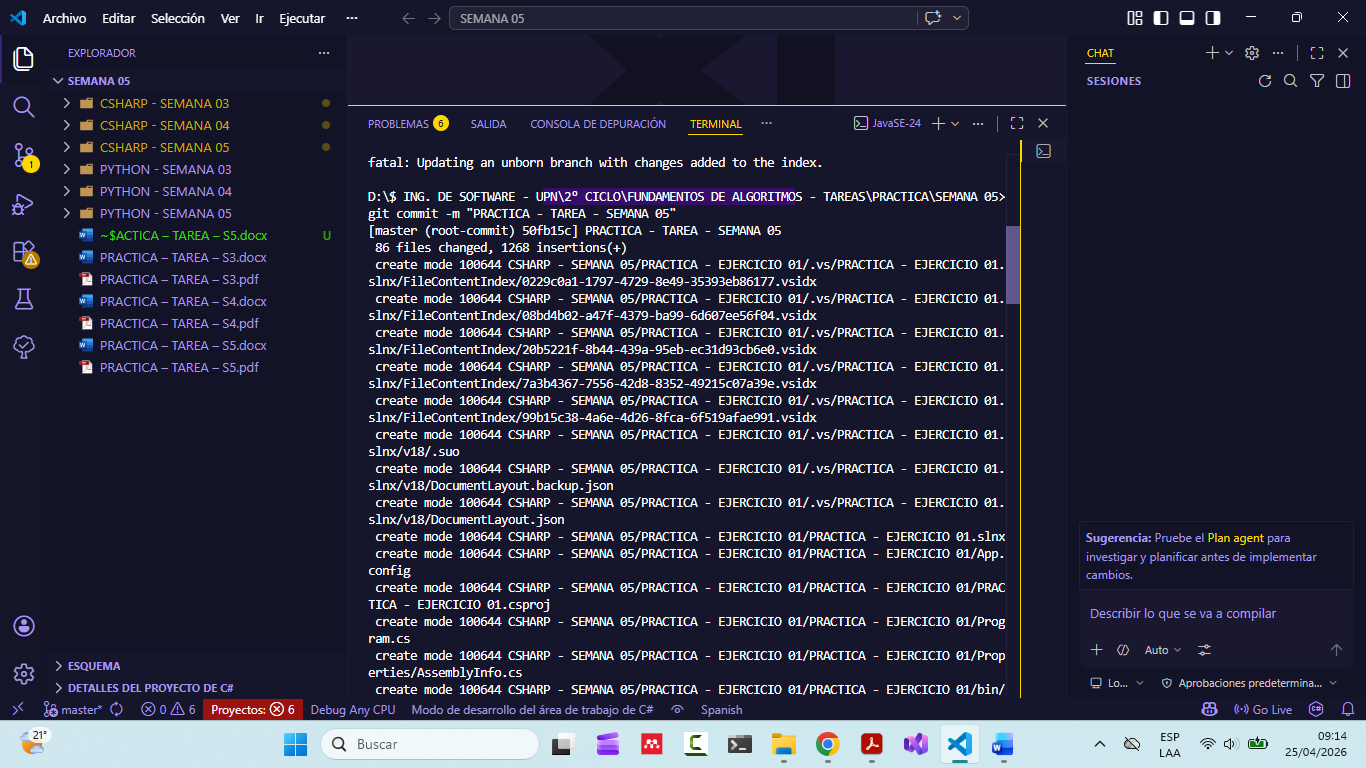 Archivo Editar Selección Ver Ir Ejecutar ···
SEMANA 05
EXPLORADOR
SEMANA 05
CSHARP - SEMANA 03
CSHARP - SEMANA 04
CSHARP - SEMANA 05
PYTHON - SEMANA 03
PYTHON - SEMANA 04
PYTHON - SEMANA 05
~$ACTICA – TAREA – S5.docx U
PRACTICA – TAREA – S3.docx
PRACTICA – TAREA – S3.pdf
PRACTICA – TAREA – S4.docx
PRACTICA – TAREA – S4.pdf
PRACTICA – TAREA – S5.docx
PRACTICA – TAREA – S5.pdf
ESQUEMA
DETALLES DEL PROYECTO DE C#
1
PROBLEMAS 6 SALIDA CONSOLA DE DEPURACIÓN TERMINAL ··· JavaSE-24
fatal: Updating an unborn branch with changes added to the index.
D:\$ ING. DE SOFTWARE - UPN\2° CICLO\FUNDAMENTOS DE ALGORITMOS - TAREAS\PRACTICA\SEMANA 05>
git commit -m "PRACTICA - TAREA - SEMANA 05"
[master (root-commit) 50fb15c] PRACTICA - TAREA - SEMANA 05
86 files changed, 1268 insertions(+)
create mode 100644 CSHARP - SEMANA 05/PRACTICA - EJERCICIO 01/.vs/PRACTICA - EJERCICIO 01.
slnx/FileContentIndex/0229c0a1-1797-4729-8e49-35393eb86177.vsidx
create mode 100644 CSHARP - SEMANA 05/PRACTICA - EJERCICIO 01/.vs/PRACTICA - EJERCICIO 01.
slnx/FileContentIndex/08bd4b02-a47f-4379-ba99-6d607ee56f04.vsidx
create mode 100644 CSHARP - SEMANA 05/PRACTICA - EJERCICIO 01/.vs/PRACTICA - EJERCICIO 01.
slnx/FileContentIndex/20b5221f-8b44-439a-95eb-ec31d93cb6e0.vsidx
create mode 100644 CSHARP - SEMANA 05/PRACTICA - EJERCICIO 01/.vs/PRACTICA - EJERCICIO 01.
slnx/FileContentIndex/7a3b4367-7556-42d8-8352-49215c07a39e.vsidx
create mode 100644 CSHARP - SEMANA 05/PRACTICA - EJERCICIO 01/.vs/PRACTICA - EJERCICIO 01.
slnx/FileContentIndex/99b15c38-4a6e-4d26-8fca-6f519afae991.vsidx
create mode 100644 CSHARP - SEMANA 05/PRACTICA - EJERCICIO 01/.vs/PRACTICA - EJERCICIO 01.
slnx/v18/.suo
create mode 100644 CSHARP - SEMANA 05/PRACTICA - EJERCICIO 01/.vs/PRACTICA - EJERCICIO 01.
slnx/v18/DocumentLayout.backup.json
create mode 100644 CSHARP - SEMANA 05/PRACTICA - EJERCICIO 01/.vs/PRACTICA - EJERCICIO 01.
slnx/v18/DocumentLayout.json
create mode 100644 CSHARP - SEMANA 05/PRACTICA - EJERCICIO 01/PRACTICA - EJERCICIO 01.slnx
create mode 100644 CSHARP - SEMANA 05/PRACTICA - EJERCICIO 01/PRACTICA - EJERCICIO 01/App.
config
create mode 100644 CSHARP - SEMANA 05/PRACTICA - EJERCICIO 01/PRACTICA - EJERCICIO 01/PRAC
TICA - EJERCICIO 01.csproj
create mode 100644 CSHARP - SEMANA 05/PRACTICA - EJERCICIO 01/PRACTICA - EJERCICIO 01/Prog
ram.cs
create mode 100644 CSHARP - SEMANA 05/PRACTICA - EJERCICIO 01/PRACTICA - EJERCICIO 01/Prop
erties/AssemblyInfo.cs
create mode 100644 CSHARP - SEMANA 05/PRACTICA - EJERCICIO 01/PRACTICA - EJERCICIO 01/bin/
CHAT
SESIONES
Sugerencia: Pruebe el Plan agent para
investigar y planificar antes de implementar
cambios.
Describir lo que se va a compilar
Auto
Lo... Aprobaciones predetermina...
master* 0 6 Proyectos: 6 Debug Any CPU Modo de desarrollo del área de trabajo de C# Spanish Go Live
21°
Buscar
ESP
LAA
09:14
25/04/2026